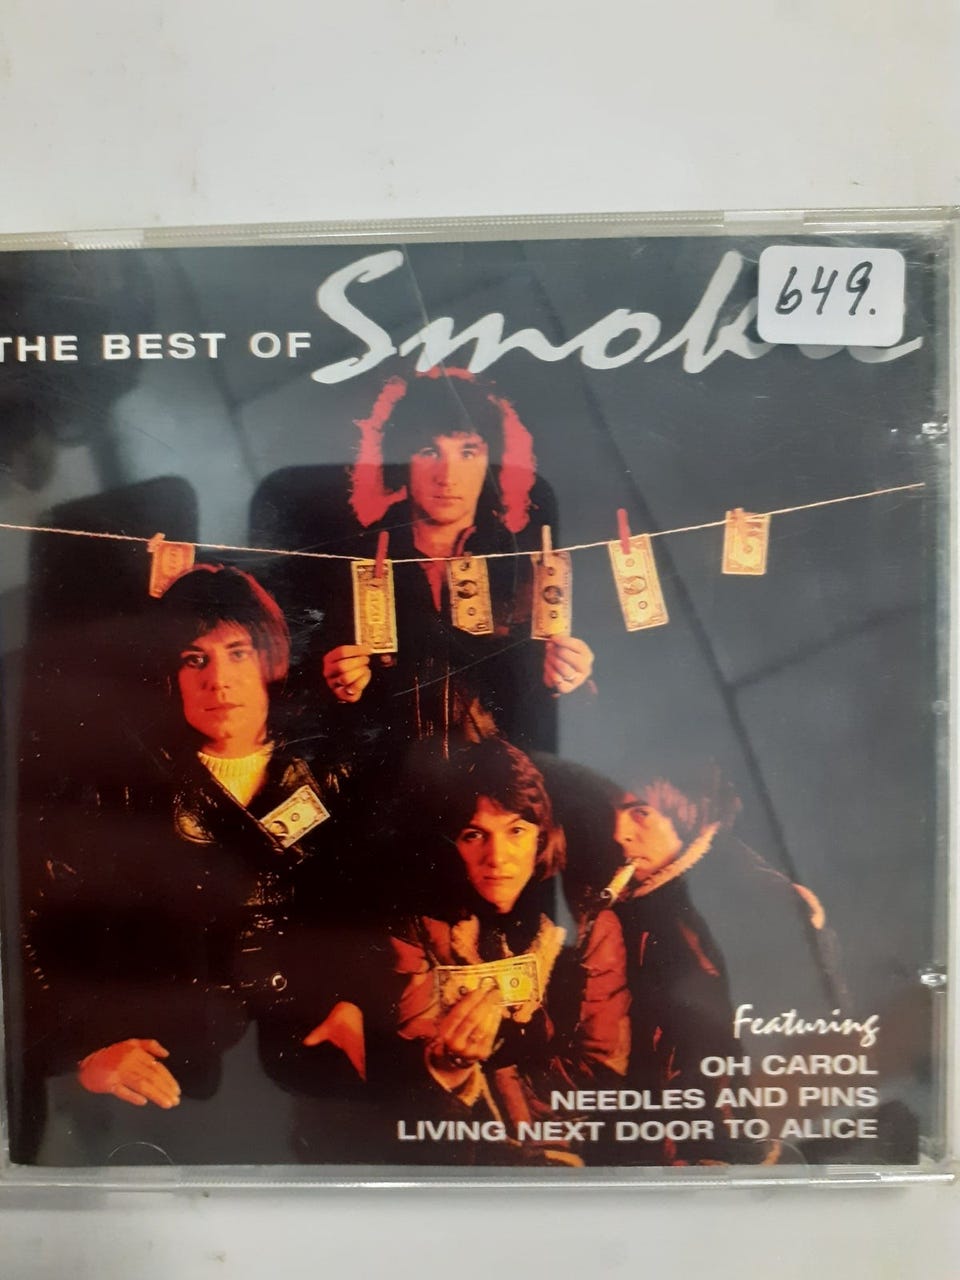 THE BEST OF Smokie
649.
Featuring
OH CAROL
NEEDLES AND PINS
LIVING NEXT DOOR TO ALICE